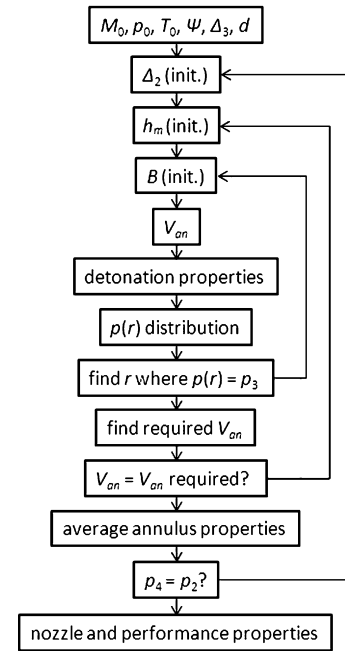 M₀, p₀, T₀, Ψ, Δ₃, d
Δ₂ (init.)
hₘ (init.)
B (init.)
Vₐₙ
detonation properties
p(r) distribution
find r where p(r) = p₃
find required Vₐₙ
Vₐₙ = Vₐₙ required?
average annulus properties
p₄ = p₂?
nozzle and performance properties